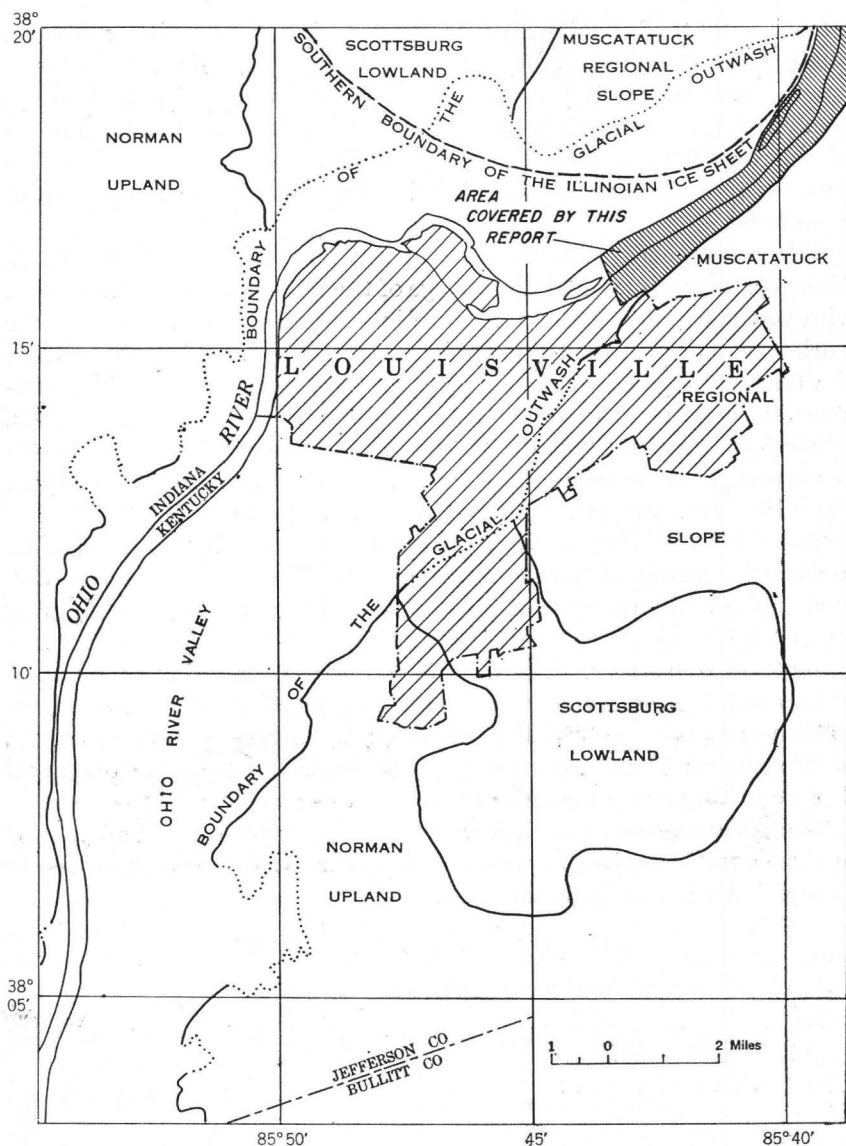 38°
20'
SCOTTSBURG
LOWLAND
MUSCATATUCK
REGIONAL
SLOPE
NORMAN
UPLAND
SOUTHERN BOUNDARY OF THE ILLINOIAN ICE SHEET
BOUNDARY OF THE GLACIAL OUTWASH
AREA
COVERED BY THIS
REPORT
MUSCATATUCK
REGIONAL
SLOPE
15'
LOUISVILLE
OHIO RIVER
INDIANA
KENTUCKY
BOUNDARY OF THE GLACIAL OUTWASH
10'
OHIO RIVER VALLEY
SCOTTSBURG
LOWLAND
NORMAN
UPLAND
38°
05'
JEFFERSON CO
BULLITT CO
1 0 2 Miles
85°50' 45' 85°40'